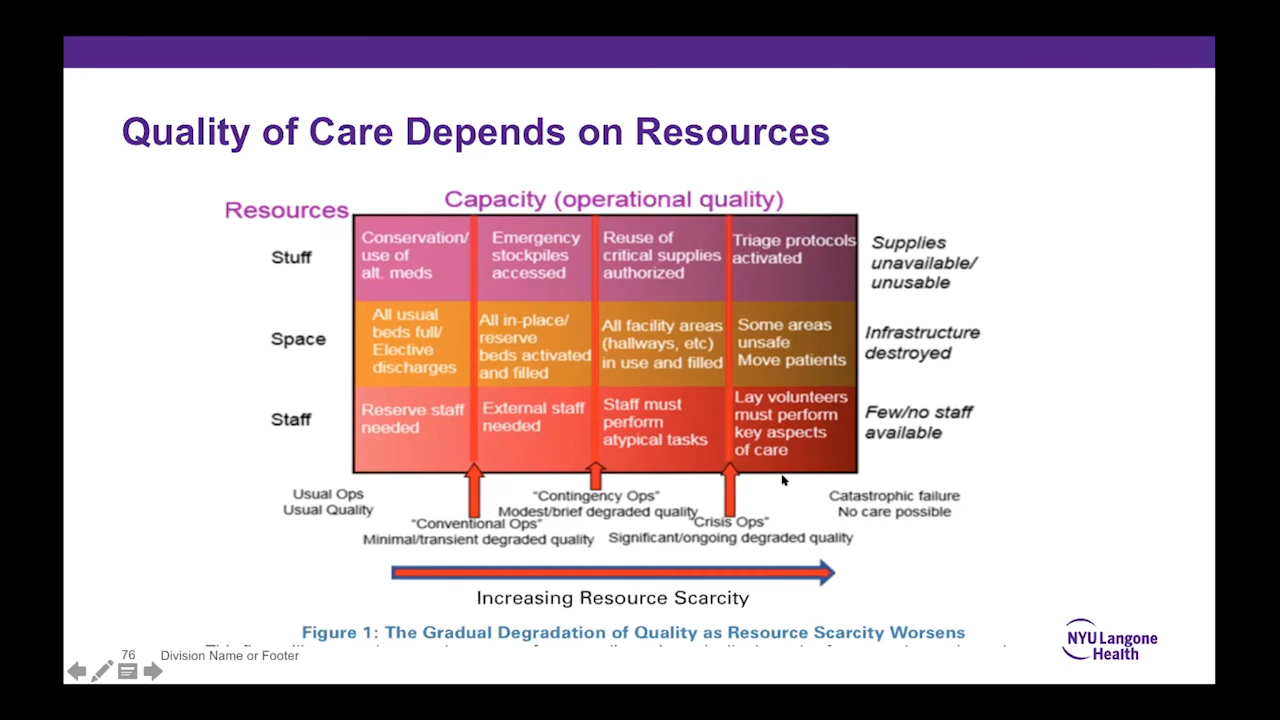 Quality of Care Depends on Resources
Capacity (operational quality)
Resources
Stuff
Conservation/
use of
alt. meds
Emergency
stockpiles
accessed
Reuse of
critical supplies
authorized
Triage protocols
activated
Supplies
unavailable/
unusable
Space
All usual
beds full/
Elective
discharges
All in-place/
reserve
beds activated
and filled
All facility areas
(hallways, etc)
in use and filled
Some areas
unsafe
Move patients
Infrastructure
destroyed
Staff
Reserve staff
needed
External staff
needed
Staff must
perform
atypical tasks
Lay volunteers
must perform
key aspects
of care
Few/no staff
available
Usual Ops
Usual Quality
"Conventional Ops"
Minimal/transient degraded quality
"Contingency Ops"
Modest/brief degraded quality
"Crisis Ops"
Significant/ongoing degraded quality
Catastrophic failure
No care possible
Increasing Resource Scarcity
Figure 1: The Gradual Degradation of Quality as Resource Scarcity Worsens
76
Division Name or Footer
NYU Langone
Health